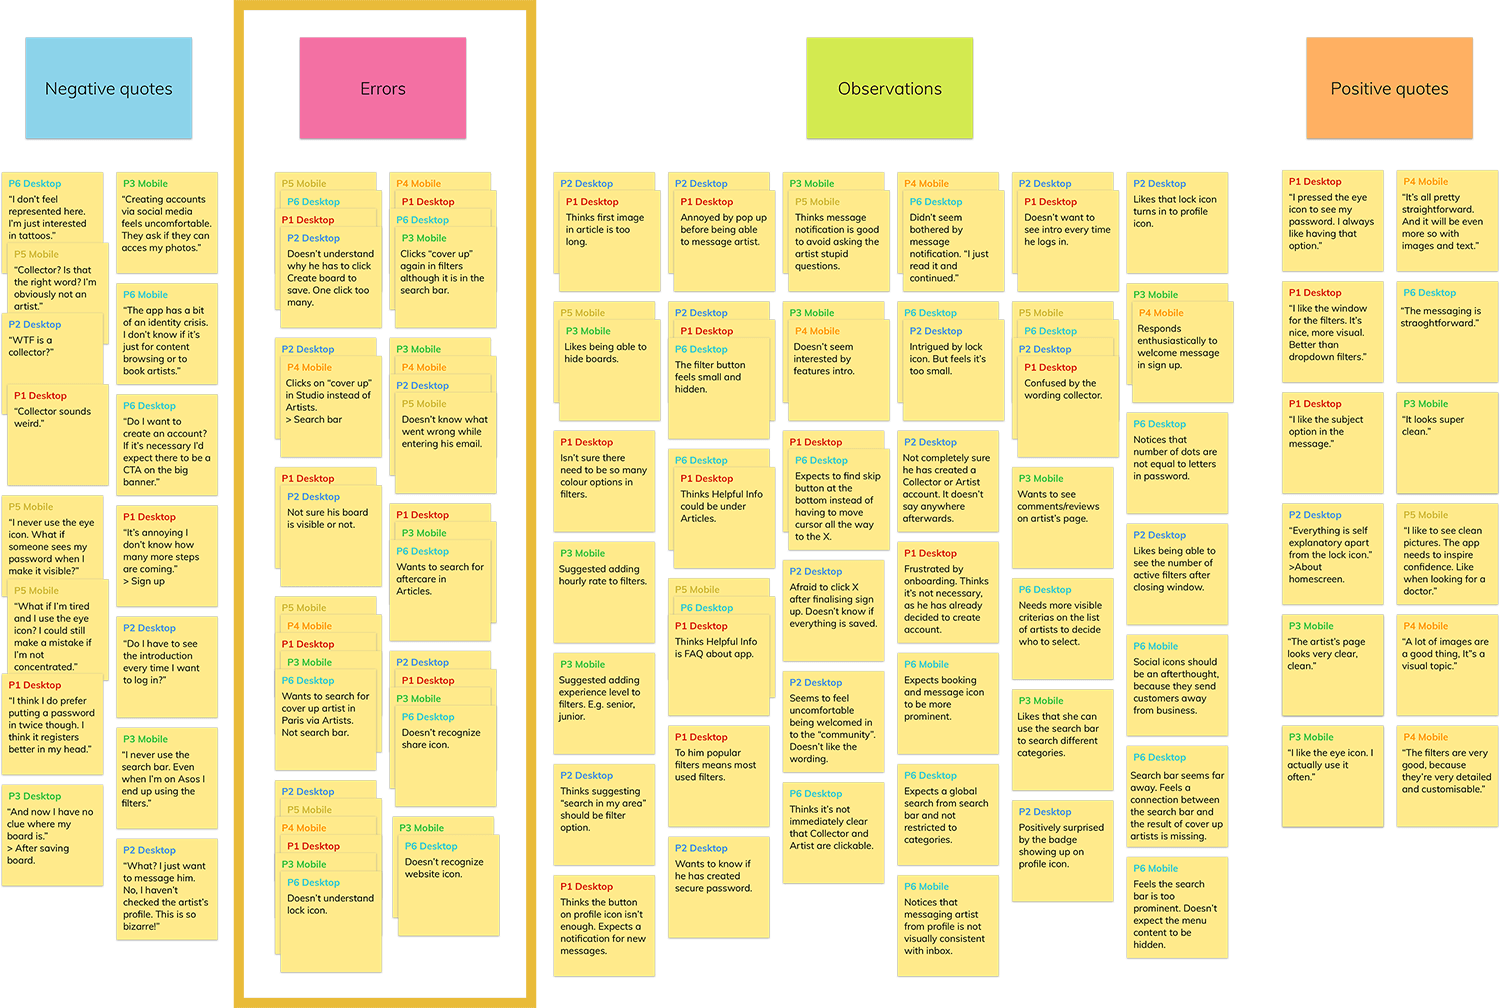 Negative quotes
P6 Desktop
“I don’t feel
represented here.
I’m just interested
in tattoos.”
P5 Mobile
“Collector? Is that
the right word? I’m
obviously not an
artist.”
P2 Desktop
“WTF is a
collector?”
P1 Desktop
“Collector sounds
weird.”
P5 Mobile
“I never use the eye
icon. What if
someone sees my
password when I
make it visible?”
P5 Mobile
“What if I’m tired
and I use the eye
icon? I could still
make a mistake if
I’m not
concentrated.”
P1 Desktop
“I think I do prefer
putting a password
in twice though. I
think it registers
better in my head.”
P3 Desktop
“And now I have no
clue where my
board is.”
> After saving
board.
P3 Mobile
“Creating accounts
via social media
feels uncomfortable.
They ask if they can
acces my photos.”
P6 Mobile
“The app has a bit
of an identity crisis.
I don’t know if it’s
just for content
browsing or to
book artists.”
P6 Desktop
“Do I want to
create an account?
If it’s necessary I’d
expect there to be a
CTA on the big
banner.”
P1 Desktop
“It’s annoying I
don’t know how
many more steps
are coming.”
> Sign up
P2 Desktop
“Do I have to see
the introduction
every time I want
to log in?”
P3 Mobile
“I never use the
search bar. Even
when I’m on Asos I
end up using the
filters.”
P2 Desktop
“What? I just want
to message him.
No, I haven’t
checked the artist’s
profile. This is so
bizarre!”
Errors
P5 Mobile
P6 Desktop
P1 Desktop
P2 Desktop
Doesn’t understand
why he has to click
Create board to
save. One click too
many.
P2 Desktop
P4 Mobile
Clicks on “cover up”
in Studio instead of
Artists.
> Search bar
P1 Desktop
P2 Desktop
Not sure his board
is visible or not.
P5 Mobile
P4 Mobile
P1 Desktop
P3 Mobile
P6 Desktop
Wants to search for
cover up artist in
Paris via Artists.
Not search bar.
P2 Desktop
P5 Mobile
P4 Mobile
P1 Desktop
P3 Mobile
P6 Desktop
Doesn’t understand
lock icon.
P4 Mobile
P1 Desktop
P6 Desktop
P3 Mobile
Clicks “cover up”
again in filters
although it is in the
search bar.
P3 Mobile
P4 Mobile
P2 Desktop
P5 Mobile
Doesn’t know what
went wrong while
entering his email.
P1 Desktop
P3 Mobile
P6 Desktop
Wants to search for
aftercare in
Articles.
P2 Desktop
P1 Desktop
P3 Mobile
P6 Desktop
Doesn’t recognize
share icon.
P3 Mobile
P6 Desktop
Doesn’t recognize
website icon.
Observations
P2 Desktop
P1 Desktop
Thinks first image
in article is too
long.
P5 Mobile
P3 Mobile
Likes being able to
hide boards.
P1 Desktop
Isn’t sure there
need to be so many
colour options in
filters.
P3 Mobile
Suggested adding
hourly rate to filters.
P3 Mobile
Suggested adding
experience level to
filters. E.g. senior,
junior.
P2 Desktop
Thinks suggesting
“search in my area”
should be filter
option.
P1 Desktop
Thinks the button
on profile icon isn’t
enough. Expects a
notification for new
messages.
P2 Desktop
P1 Desktop
Annoyed by pop up
before being able
to message artist.
P2 Desktop
P1 Desktop
P6 Desktop
The filter button
feels small and
hidden.
P6 Desktop
P1 Desktop
Thinks Helpful Info
could be under
Articles.
P5 Mobile
P6 Desktop
P1 Desktop
Thinks Helpful Info
is FAQ about app.
P1 Desktop
To him popular
filters means most
used filters.
P2 Desktop
Wants to know if
he has created
secure password.
P3 Mobile
P5 Mobile
Thinks message
notification is good
to avoid asking the
artist stupid
questions.
P3 Mobile
P4 Mobile
Doesn’t seem
interested by
features intro.
P1 Desktop
P6 Desktop
Expects to find skip
button at the
bottom instead of
having to move
cursor all the way
to the X.
P2 Desktop
Afraid to click X
after finalising sign
up. Doesn’t know if
everything is saved.
P2 Desktop
Seems to feel
uncomfortable
being welcomed in
to the “community”.
Doesn’t like the
wording.
P6 Desktop
Thinks it’s not
immediately clear
that Collector and
Artist are clickable.
P4 Mobile
P6 Desktop
Didn’t seem
bothered by
message
notification. “I just
read it and
continued.”
P6 Desktop
P2 Desktop
Intrigued by lock
icon. But feels it’s
too small.
P2 Desktop
Not completely sure
he has created a
Collector or Artist
account. It doesn’t
say anywhere
afterwards.
P1 Desktop
Frustrated by
onboarding. Thinks
it’s not necessary,
as he has already
decided to create
account.
P6 Mobile
Expects booking
and message icon
to be more
prominent.
P6 Desktop
Expects a global
search from search
bar and not
restricted to
categories.
P6 Mobile
Notices that
messaging artist
from profile is not
visually consistent
with inbox.
P2 Desktop
P1 Desktop
Doesn’t want to
see intro every time
he logs in.
P5 Mobile
P6 Desktop
P2 Desktop
P1 Desktop
Confused by the
wording collector.
P3 Mobile
Wants to see
comments/reviews
on artist’s page.
P6 Desktop
Needs more visible
criterias on the list
of artists to decide
who to select.
P3 Mobile
Likes that she can
use the search bar
to search different
categories.
P2 Desktop
Positively surprised
by the badge
showing up on
profile icon.
P2 Desktop
Likes that lock icon
turns in to profile
icon.
P3 Mobile
P4 Mobile
Responds
enthusiastically to
welcome message
in sign up.
P6 Desktop
Notices that
number of dots are
not equal to letters
in password.
P2 Desktop
Likes being able to
see the number of
active filters after
closing window.
P6 Mobile
Social icons should
be an afterthought,
because they send
customers away
from business.
P6 Desktop
Search bar seems far
away. Feels a
connection between
the search bar and
the result of cover up
artists is missing.
P6 Mobile
Feels the search
bar is too
prominent. Doesn’t
expect the menu
content to be
hidden.
Positive quotes
P1 Desktop
“I pressed the eye
icon to see my
password. I always
like having that
option.”
P1 Desktop
“I like the window
for the filters. It’s
nice, more visual.
Better than
dropdown filters.”
P1 Desktop
“I like the subject
option in the
message.”
P2 Desktop
“Everything is self
explanatory apart
from the lock icon.”
>About
homescreen.
P3 Mobile
“The artist’s page
looks very clear,
clean.”
P3 Mobile
“I like the eye icon. I
actually use it
often.”
P4 Mobile
“It’s all pretty
straightforward.
And it will be even
more so with
images and text.”
P6 Desktop
“The messaging is
straoghtforward.”
P3 Mobile
“It looks super
clean.”
P5 Mobile
“I like to see clean
pictures. The app
needs to inspire
confidence. Like
when looking for a
doctor.”
P4 Mobile
“A lot of images are
a good thing, It”s a
visual topic.”
P4 Mobile
“The filters are very
good, because
they’re very detailed
and customisable.”